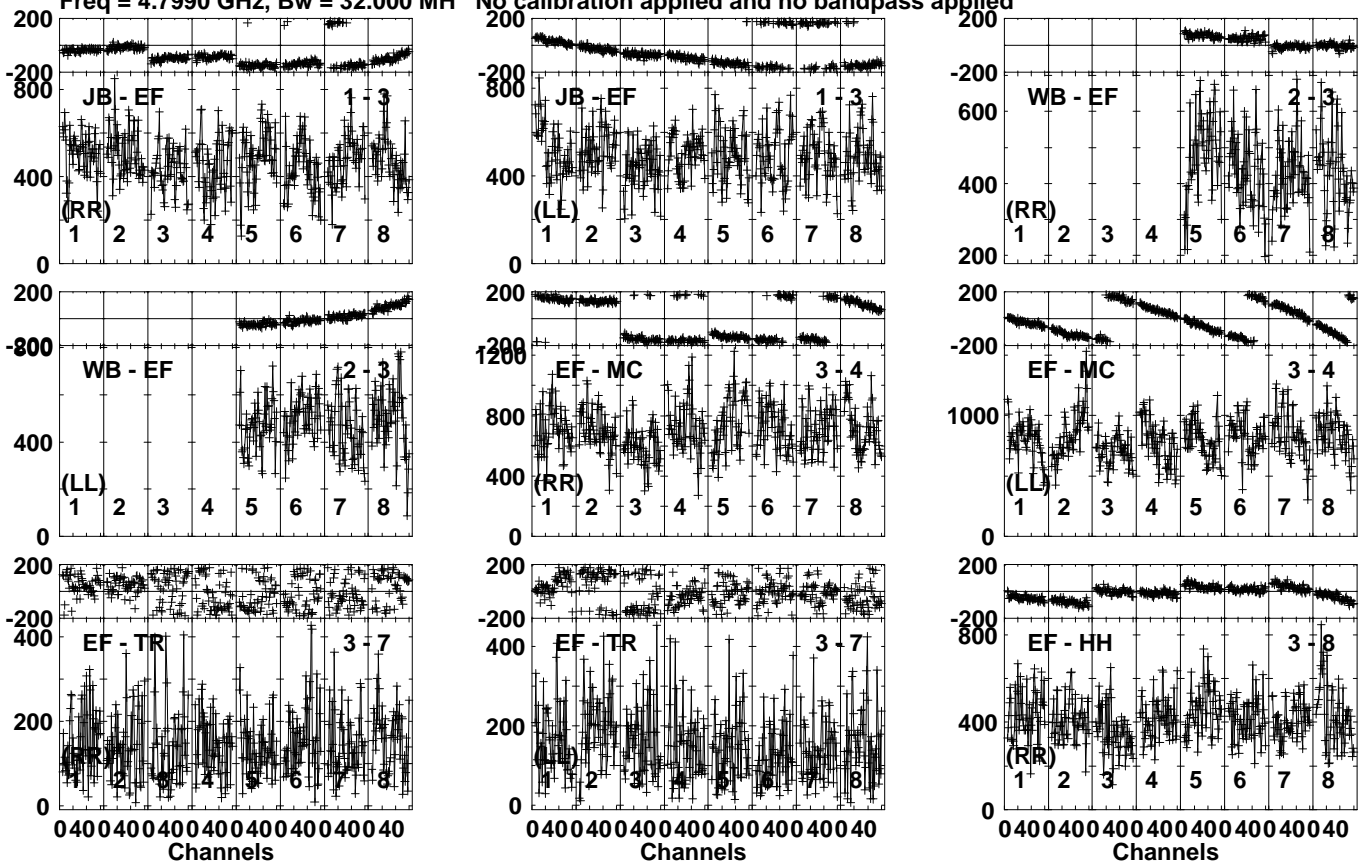 Freq = 4.7990 GHz, Bw = 32.000 MH No calibration applied and no bandpass applied
200
-200
800
400
0
JB - EF 1 - 3
(RR)
1 2 3 4 5 6 7 8
200
-200
800
400
0
JB - EF 1 - 3
(LL)
1 2 3 4 5 6 7 8
200
-200
600
400
200
WB - EF 2 - 3
(RR)
1 2 3 4 5 6 7 8
200
-200
800
400
0
WB - EF 2 - 3
(LL)
1 2 3 4 5 6 7 8
200
-200
1200
800
400
0
EF - MC 3 - 4
(RR)
1 2 3 4 5 6 7 8
200
-200
1000
0
EF - MC 3 - 4
(LL)
1 2 3 4 5 6 7 8
200
-200
400
200
0
EF - TR 3 - 7
(RR)
1 2 3 4 5 6 7 8
0 40 0 40 0 40 0 40 0 40 0 40 0 40 0 40
Channels
200
-200
400
200
0
EF - TR 3 - 7
(LL)
1 2 3 4 5 6 7 8
0 40 0 40 0 40 0 40 0 40 0 40 0 40 0 40
Channels
200
-200
800
400
0
EF - HH 3 - 8
(RR)
1 2 3 4 5 6 7 8
0 40 0 40 0 40 0 40 0 40 0 40 0 40 0 40
Channels